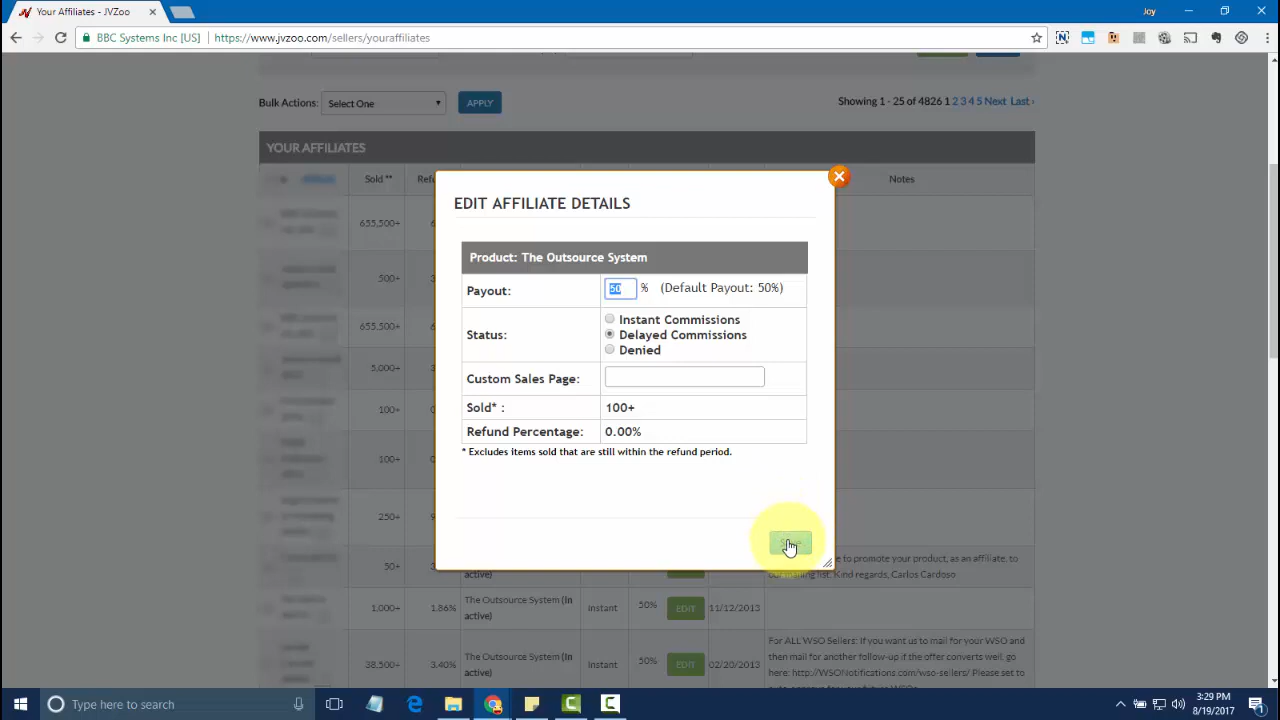 Your Affiliates - JVZoo
Joy
BBC Systems Inc [US] https://www.jvzoo.com/sellers/youraffiliates
Bulk Actions: Select One APPLY Showing 1 - 25 of 4826 1 2 3 4 5 Next Last ›
YOUR AFFILIATES
Sold ** Notes
EDIT AFFILIATE DETAILS
655,500+
Product: The Outsource System
500+
Payout: 50 % (Default Payout: 50%)
Instant Commissions
655,500+
Status: Delayed Commissions
Denied
5,000+
Custom Sales Page:
100+
Sold* : 100+
Refund Percentage: 0.00%
* Excludes items sold that are still within the refund period.
100+
250+
Save
50+ to promote your product, as an affiliate, to
active) our mailing list. Kind regards, Carlos Cardoso
1,000+ 1.86% The Outsource System (In active) Instant 50% EDIT 11/12/2013
For ALL WSO Sellers: If you want us to mail for your WSO and
38,500+ 3.40% The Outsource System (In active) Instant 50% EDIT 02/20/2013
then mail for another follow-up if the offer converts well, go
here: http://WSONotifications.com/wso-sellers/Please set to
Type here to search
3:29 PM
8/19/2017